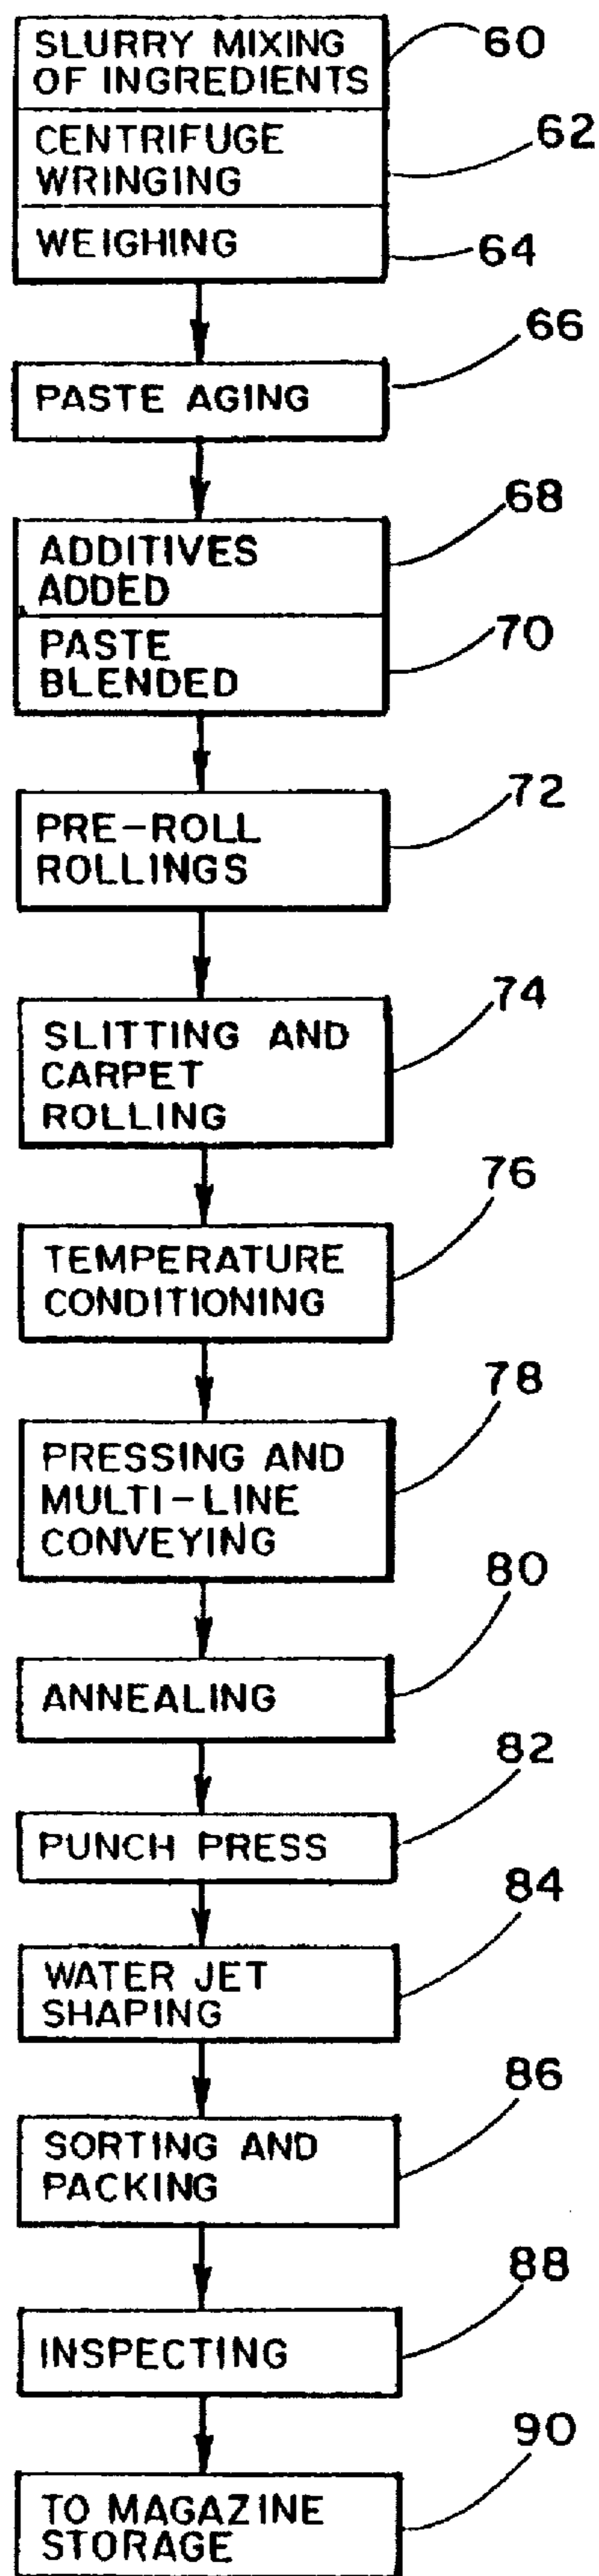 SLURRY MIXING
OF INGREDIENTS
60
CENTRIFUGE
WRINGING
62
WEIGHING
64
PASTE AGING
66
ADDITIVES
ADDED
68
PASTE
BLENDED
70
PRE-ROLL
ROLLINGS
72
SLITTING AND
CARPET
ROLLING
74
TEMPERATURE
CONDITIONING
76
PRESSING AND
MULTI-LINE
CONVEYING
78
ANNEALING
80
PUNCH PRESS
82
WATER JET
SHAPING
84
SORTING AND
PACKING
86
INSPECTING
88
TO MAGAZINE
STORAGE
90